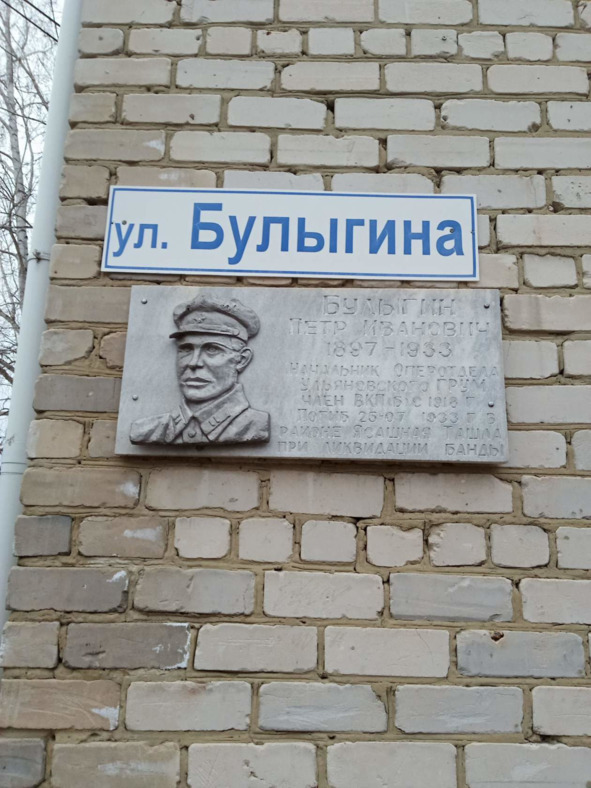 ул. Булыгина
БУЛЫГИН
ПЕТР ИВАНОВИЧ
1897-1933
НАЧАЛЬНИК ОПЕРОТДЕЛА
УЛЬЯНОВСКОГО ГРУМ
ЧЛЕН ВКП/б С 1918 Г
ПОГИБ 25-07 1933 Г В
РАЙОНЕ ЯСАШНАЯ ТАШЛА
ПРИ ЛИКВИДАЦИИ БАНДЫ